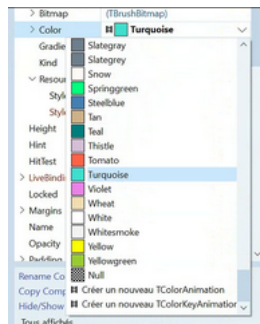 > Bitmap (TBrushBitmap)
> Color Turquoise
Gradie
Kind
Resour
Style
Style
Height
Hint
HitTest
> LiveBindi
Locked
> Margins
Name
Opacity
> Padding
Slategray
Slategrey
Snow
Springgreen
Steelblue
Tan
Teal
Thistle
Tomato
Turquoise
Violet
Wheat
White
Whitesmoke
Yellow
Yellowgreen
Null
Créer un nouveau TColorAnimation
Créer un nouveau TColorKeyAnimation
Rename Co
Copy Comp
Hide/Show
Tous affichés